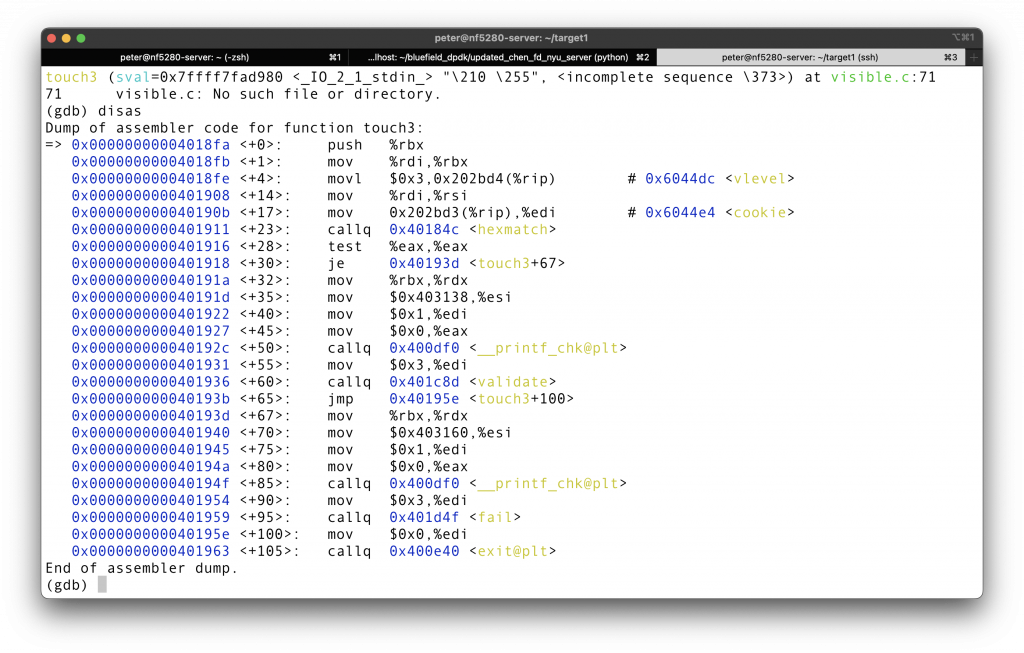 peter@nf5280-server: ~/target1
⌥⌘1
peter@nf5280-server: ~ (-zsh) ⌘1 ...lhost: ~/bluefield_dpdk/updated_chen_fd_nyu_server (python) ⌘2 peter@nf5280-server: ~/target1 (ssh) ⌘3 +
touch3 (sval=0x7ffff7fad980 <_IO_2_1_stdin_> "\210 \255", <incomplete sequence \373>) at visible.c:71
71      visible.c: No such file or directory.
(gdb) disas
Dump of assembler code for function touch3:
=> 0x00000000004018fa <+0>:     push   %rbx
   0x00000000004018fb <+1>:     mov    %rdi,%rbx
   0x00000000004018fe <+4>:     movl   $0x3,0x202bd4(%rip)        # 0x6044dc <vlevel>
   0x0000000000401908 <+14>:    mov    %rdi,%rsi
   0x000000000040190b <+17>:    mov    0x202bd3(%rip),%edi        # 0x6044e4 <cookie>
   0x0000000000401911 <+23>:    callq  0x40184c <hexmatch>
   0x0000000000401916 <+28>:    test   %eax,%eax
   0x0000000000401918 <+30>:    je     0x40193d <touch3+67>
   0x000000000040191a <+32>:    mov    %rbx,%rdx
   0x000000000040191d <+35>:    mov    $0x403138,%esi
   0x0000000000401922 <+40>:    mov    $0x1,%edi
   0x0000000000401927 <+45>:    mov    $0x0,%eax
   0x000000000040192c <+50>:    callq  0x400df0 <__printf_chk@plt>
   0x0000000000401931 <+55>:    mov    $0x3,%edi
   0x0000000000401936 <+60>:    callq  0x401c8d <validate>
   0x000000000040193b <+65>:    jmp    0x40195e <touch3+100>
   0x000000000040193d <+67>:    mov    %rbx,%rdx
   0x0000000000401940 <+70>:    mov    $0x403160,%esi
   0x0000000000401945 <+75>:    mov    $0x1,%edi
   0x000000000040194a <+80>:    mov    $0x0,%eax
   0x000000000040194f <+85>:    callq  0x400df0 <__printf_chk@plt>
   0x0000000000401954 <+90>:    mov    $0x3,%edi
   0x0000000000401959 <+95>:    callq  0x401d4f <fail>
   0x000000000040195e <+100>:   mov    $0x0,%edi
   0x0000000000401963 <+105>:   callq  0x400e40 <exit@plt>
End of assembler dump.
(gdb)